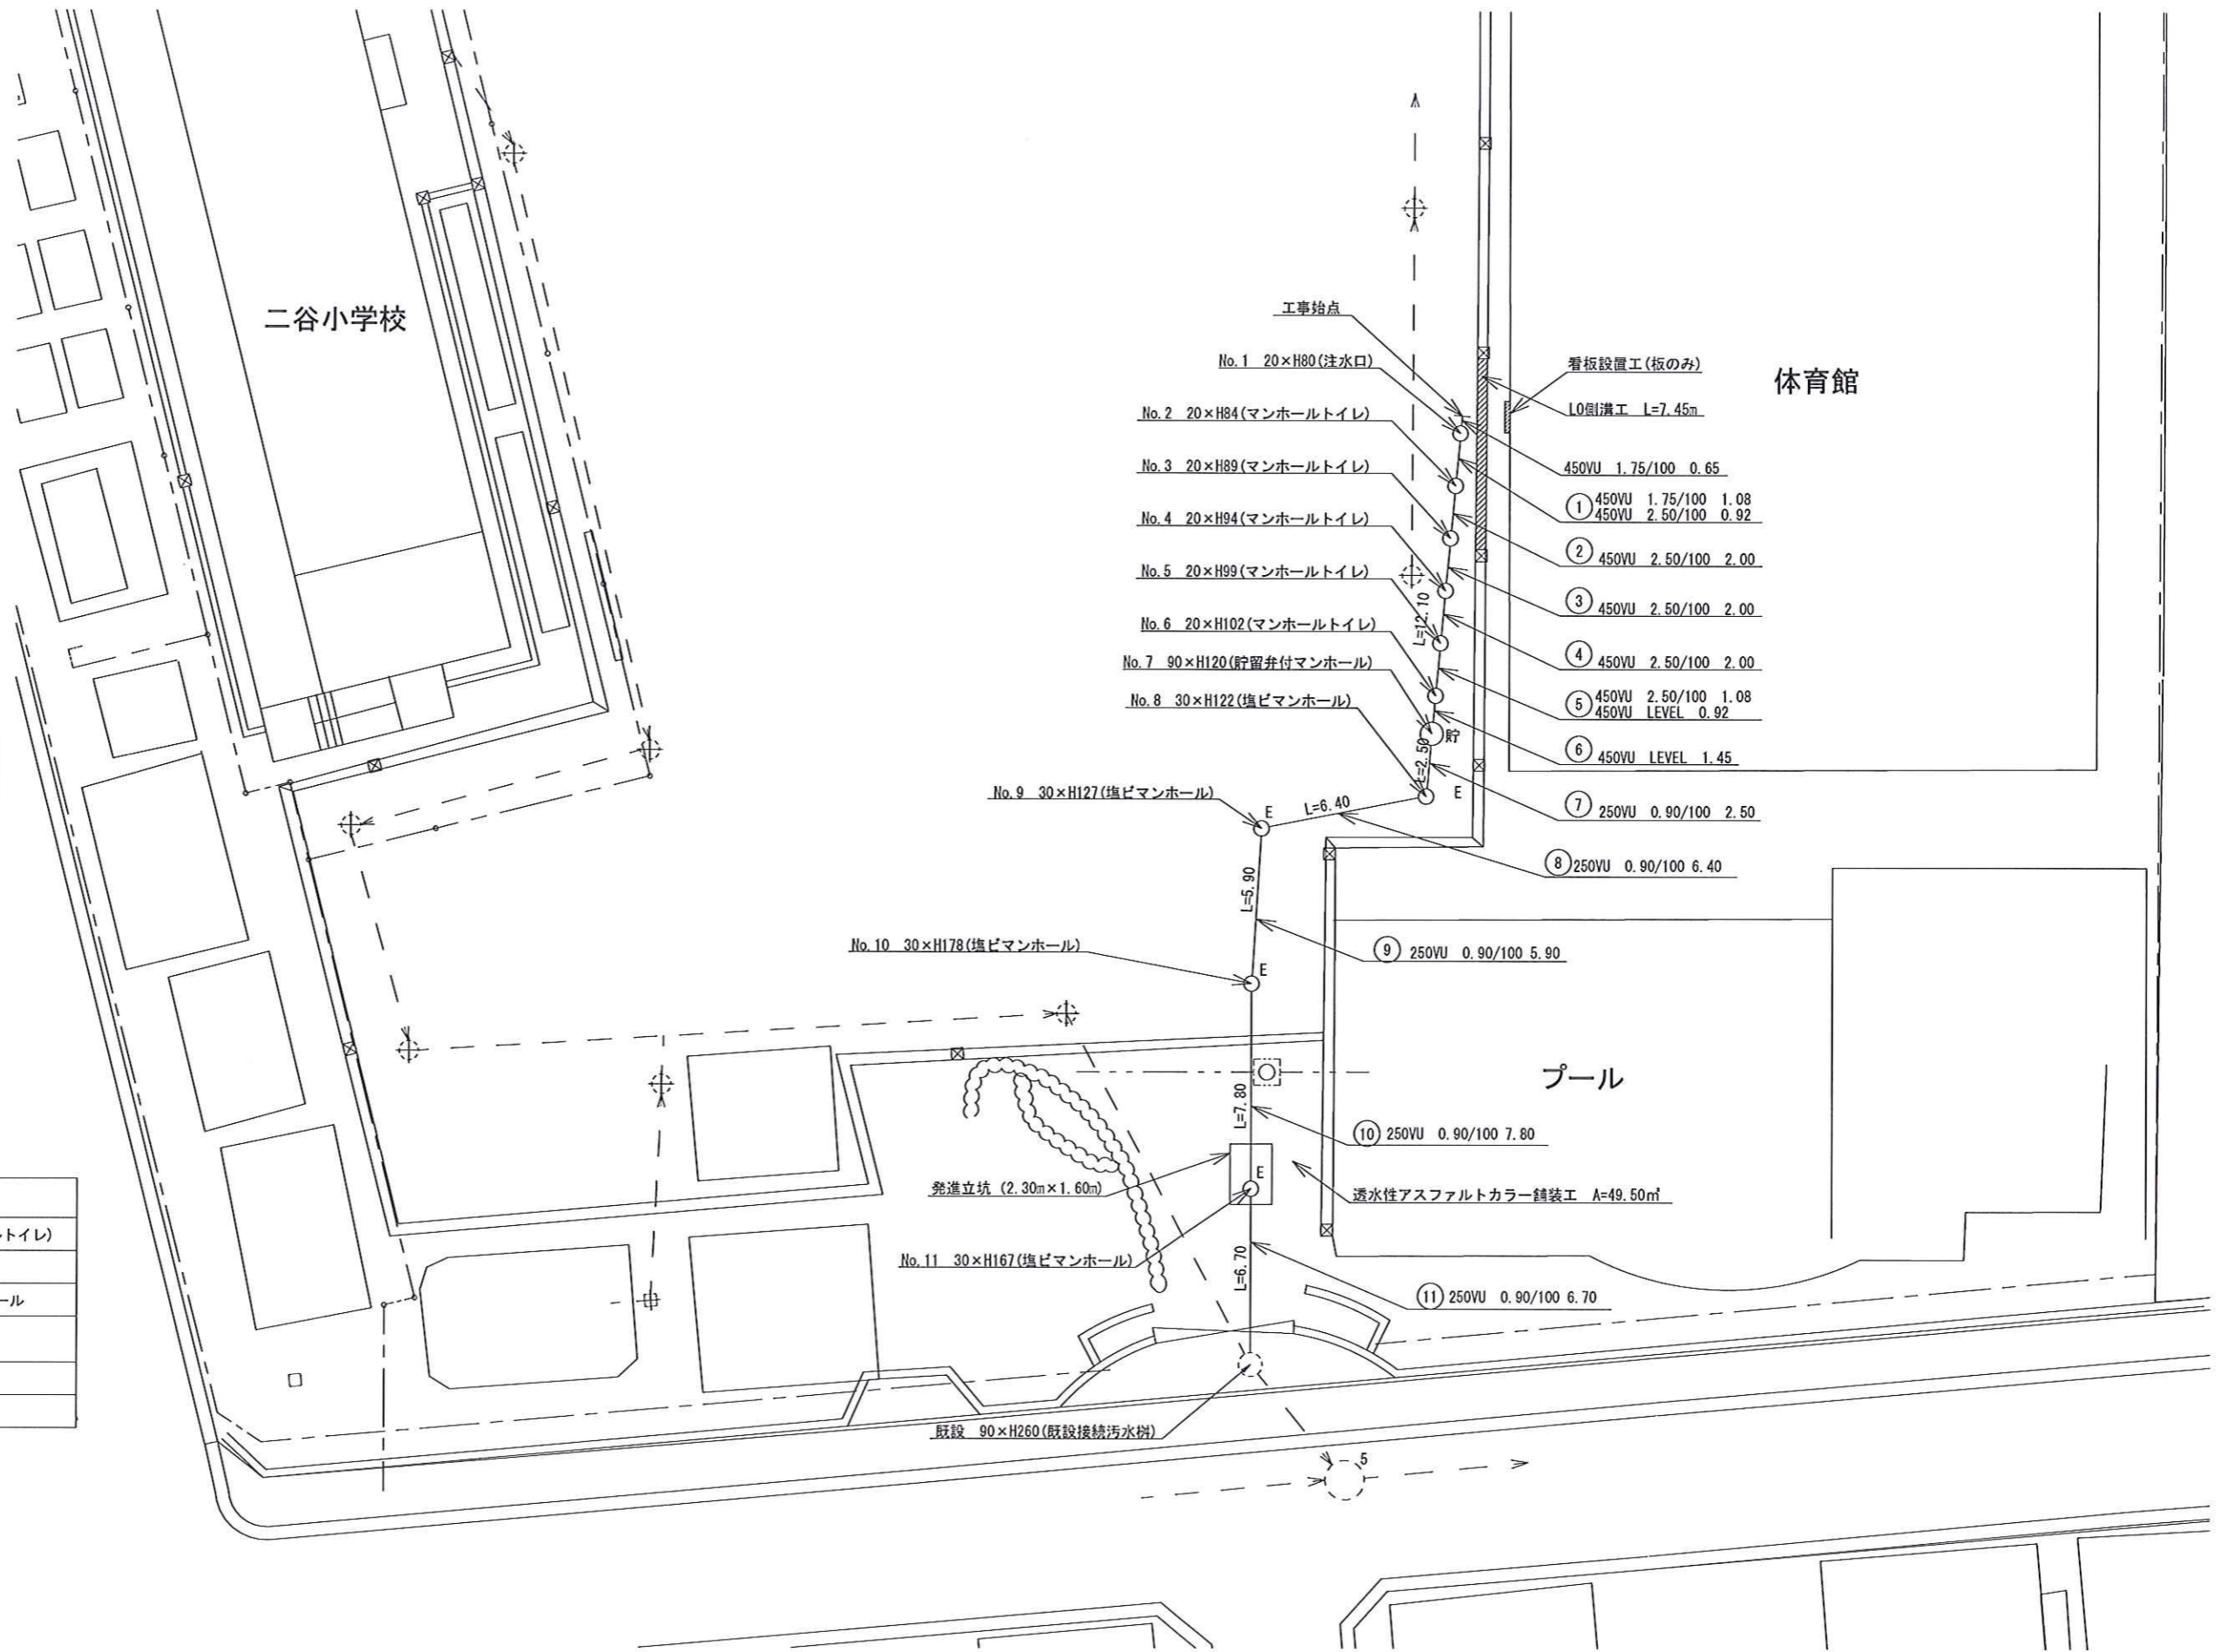 二谷小学校
体育館
プール
工事始点
No.1 20×H80(注水口)
No.2 20×H84(マンホールトイレ)
No.3 20×H89(マンホールトイレ)
No.4 20×H94(マンホールトイレ)
No.5 20×H99(マンホールトイレ)
No.6 20×H102(マンホールトイレ)
No.7 90×H120(貯留弁付マンホール)
No.8 30×H122(塩ビマンホール)
No.9 30×H127(塩ビマンホール)
No.10 30×H178(塩ビマンホール)
発進立坑 (2.30m×1.60m)
No.11 30×H167(塩ビマンホール)
既設 90×H260(既設接続汚水桝)
看板設置工(板のみ)
LO側溝工 L=7.45m
450VU 1.75/100 0.65
① 450VU 1.75/100 1.08
450VU 2.50/100 0.92
② 450VU 2.50/100 2.00
③ 450VU 2.50/100 2.00
④ 450VU 2.50/100 2.00
⑤ 450VU 2.50/100 1.08
450VU LEVEL 0.92
⑥ 450VU LEVEL 1.45
⑦ 250VU 0.90/100 2.50
⑧ 250VU 0.90/100 6.40
⑨ 250VU 0.90/100 5.90
⑩ 250VU 0.90/100 7.80
透水性アスファルトカラー舗装工 A=49.50㎡
⑪ 250VU 0.90/100 6.70
L=12.10
貯
L=2.50
E
L=6.40
E
L=5.90
E
L=7.80
E
L=6.70
5
トイレ)
ール